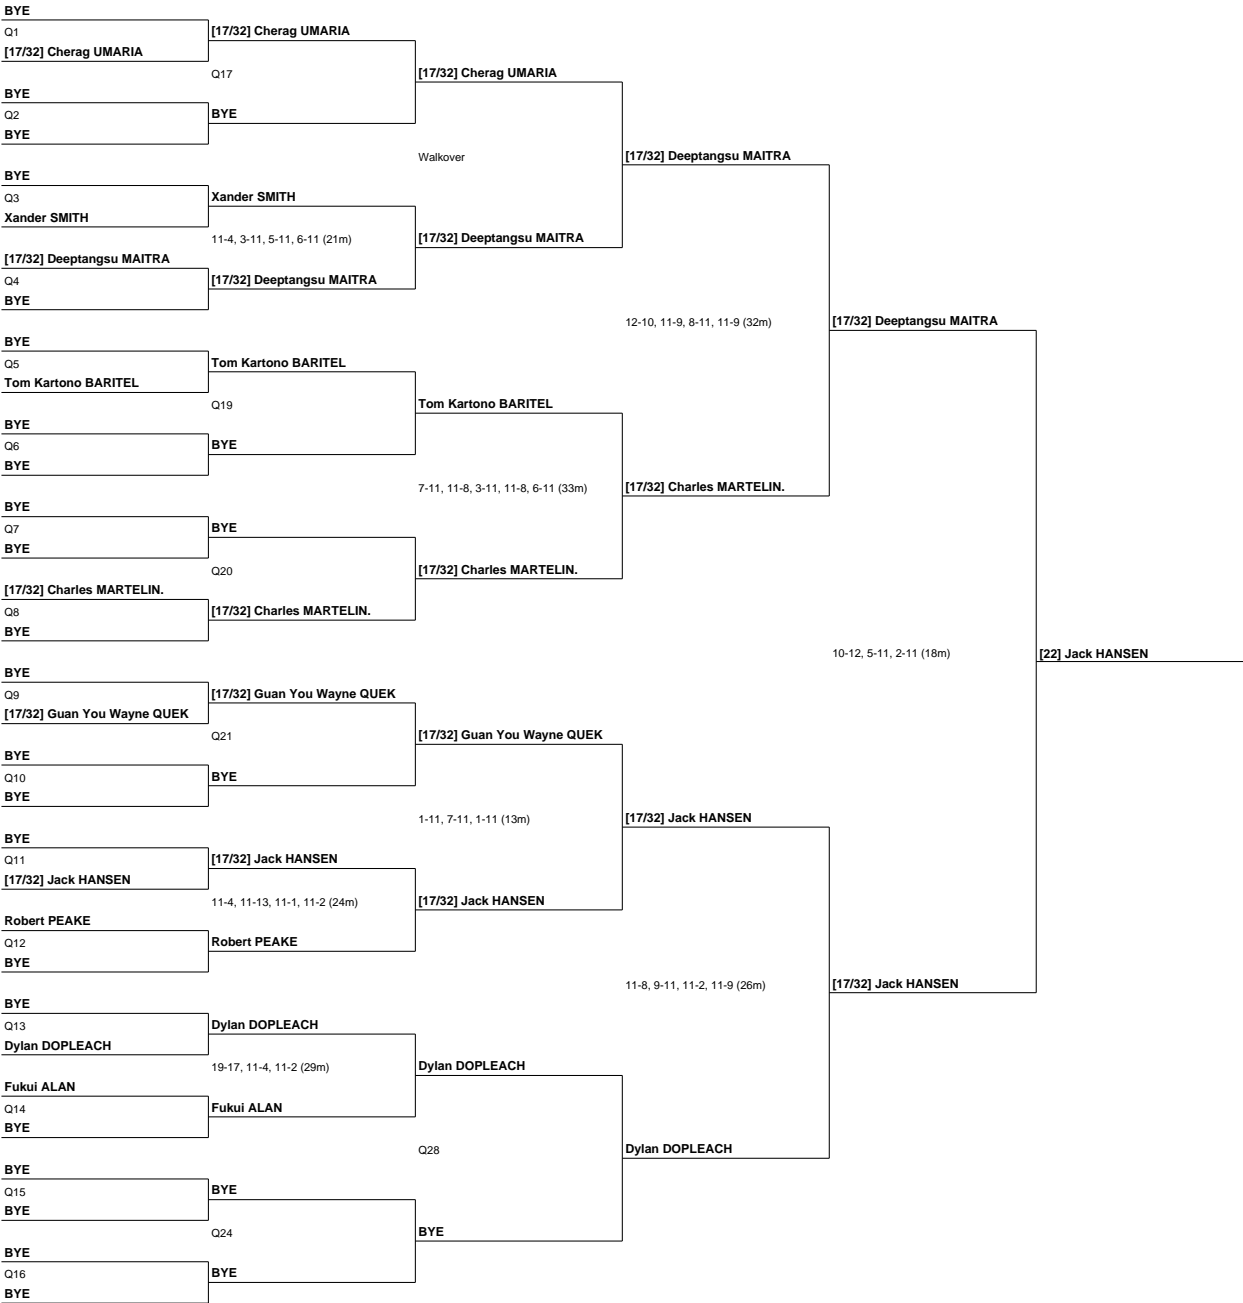 BYE
Q1
[17/32] Cherag UMARIA
BYE
Q2
BYE
BYE
Q3
Xander SMITH
[17/32] Deeptangsu MAITRA
Q4
BYE
BYE
Q5
Tom Kartono BARITEL
BYE
Q6
BYE
BYE
Q7
BYE
[17/32] Charles MARTELIN.
Q8
BYE
BYE
Q9
[17/32] Guan You Wayne QUEK
BYE
Q10
BYE
BYE
Q11
[17/32] Jack HANSEN
Robert PEAKE
Q12
BYE
BYE
Q13
Dylan DOPLEACH
Fukui ALAN
Q14
BYE
BYE
Q15
BYE
BYE
Q16
BYE
[17/32] Cherag UMARIA
Q17
BYE
Xander SMITH
11-4, 3-11, 5-11, 6-11 (21m)
[17/32] Deeptangsu MAITRA
Tom Kartono BARITEL
Q19
BYE
BYE
Q20
[17/32] Charles MARTELIN.
[17/32] Guan You Wayne QUEK
Q21
BYE
[17/32] Jack HANSEN
11-4, 11-13, 11-1, 11-2 (24m)
Robert PEAKE
Dylan DOPLEACH
19-17, 11-4, 11-2 (29m)
Fukui ALAN
BYE
Q24
BYE
[17/32] Cherag UMARIA
Walkover
[17/32] Deeptangsu MAITRA
Tom Kartono BARITEL
7-11, 11-8, 3-11, 11-8, 6-11 (33m)
[17/32] Charles MARTELIN.
[17/32] Guan You Wayne QUEK
1-11, 7-11, 1-11 (13m)
[17/32] Jack HANSEN
Dylan DOPLEACH
Q28
BYE
[17/32] Deeptangsu MAITRA
12-10, 11-9, 8-11, 11-9 (32m)
[17/32] Charles MARTELIN.
[17/32] Jack HANSEN
11-8, 9-11, 11-2, 11-9 (26m)
Dylan DOPLEACH
[17/32] Deeptangsu MAITRA
10-12, 5-11, 2-11 (18m)
[17/32] Jack HANSEN
[22] Jack HANSEN